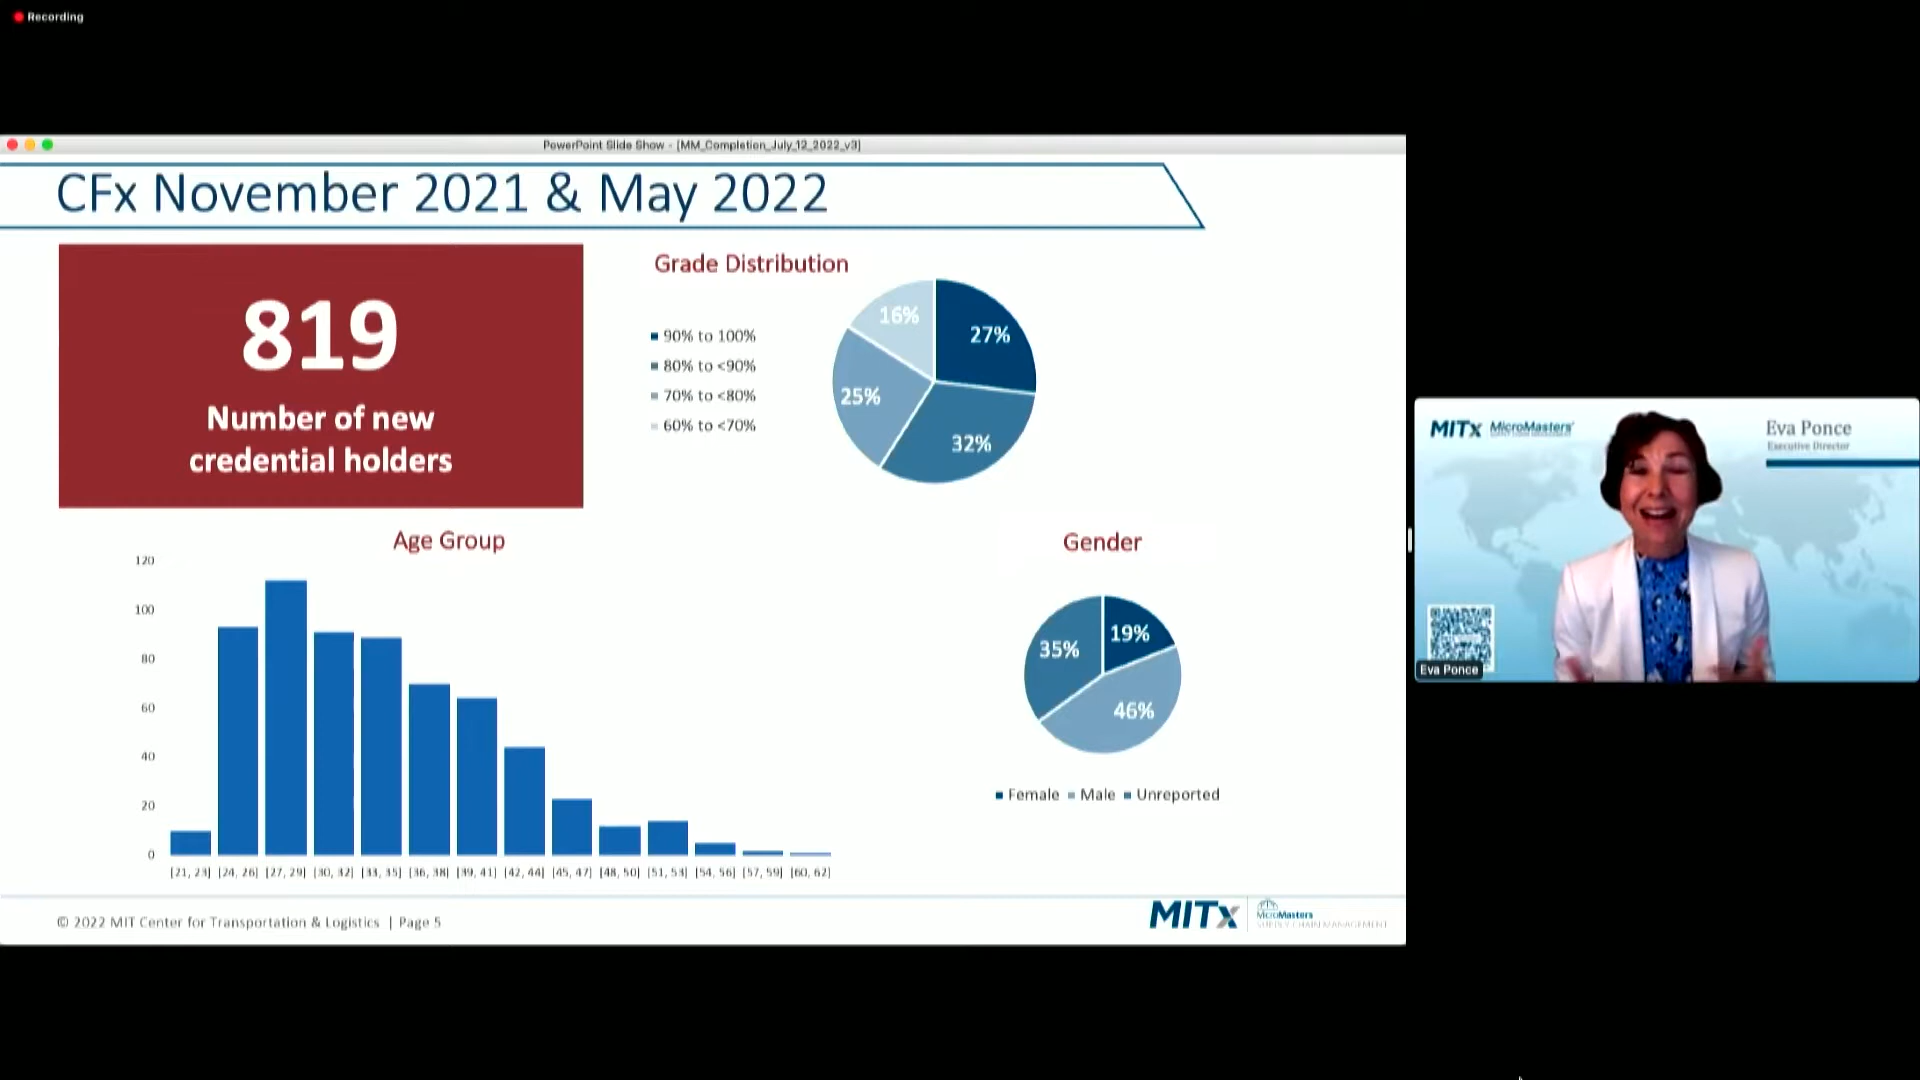 Recording
PowerPoint Slide Show - [MM_Completion_July_12_2022_v3]
CFx November 2021 & May 2022
819
Number of new
credential holders
Grade Distribution
90% to 100%
80% to <90%
70% to <80%
60% to <70%
16%
27%
25%
32%
Age Group
120
100
80
60
40
20
0
[21, 23] [24, 26] [27, 29] [30, 32] [33, 35] [36, 38] [39, 41] [42, 44] [45, 47] [48, 50] [51, 53] [54, 56] [57, 59] [60, 62]
Gender
35%
19%
46%
Female Male Unreported
© 2022 MIT Center for Transportation & Logistics | Page 5
MITx
MicroMasters
SUPPLY CHAIN MANAGEMENT
MITx MicroMasters
Eva Ponce
Executive Director
Eva Ponce